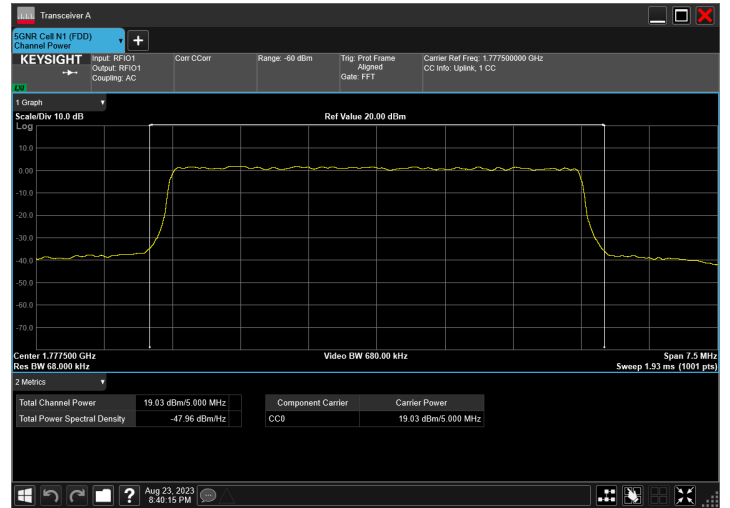 Transceiver A
5GNR Cell N1 (FDD)
Channel Power
KEYSIGHT
Input: RFIO1
Output: RFIO1
Coupling: AC
Corr CCorr
Range: -60 dBm
Trig: Prot Frame
Aligned
Gate: FFT
Carrier Ref Freq: 1.777500000 GHz
CC Info: Uplink, 1 CC
LXI
1 Graph
Scale/Div 10.0 dB
Ref Value 20.00 dBm
Log
10.0
0.00
-10.0
-20.0
-30.0
-40.0
-50.0
-60.0
-70.0
Center 1.777500 GHz
Video BW 680.00 kHz
Span 7.5 MHz
Res BW 68.000 kHz
Sweep 1.93 ms (1001 pts)
2 Metrics
Total Channel Power 19.03 dBm/5.000 MHz
Total Power Spectral Density -47.96 dBm/Hz
Component Carrier Carrier Power
CC0 19.03 dBm/5.000 MHz
?
Aug 23, 2023
8:40:15 PM